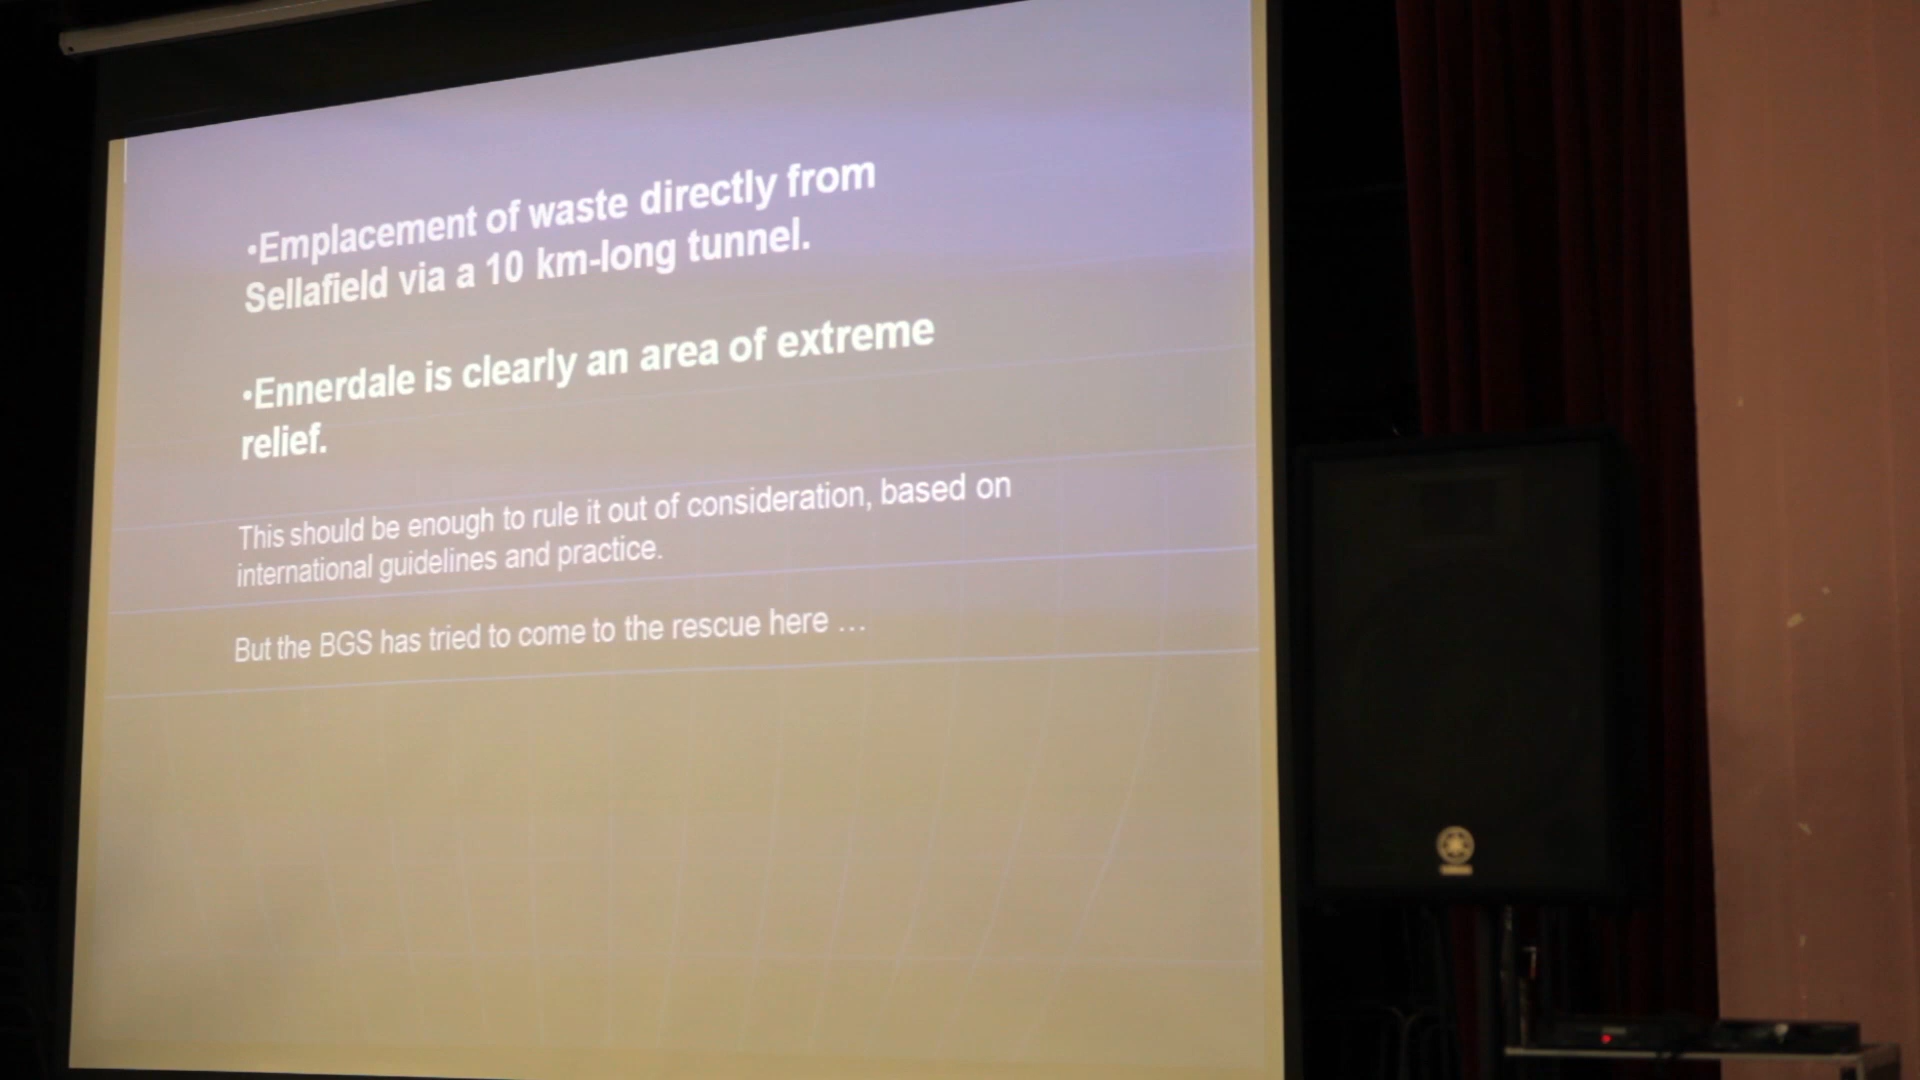 •Emplacement of waste directly from
Sellafield via a 10 km-long tunnel.
•Ennerdale is clearly an area of extreme
relief.
This should be enough to rule it out of consideration, based on
international guidelines and practice.
But the BGS has tried to come to the rescue here …